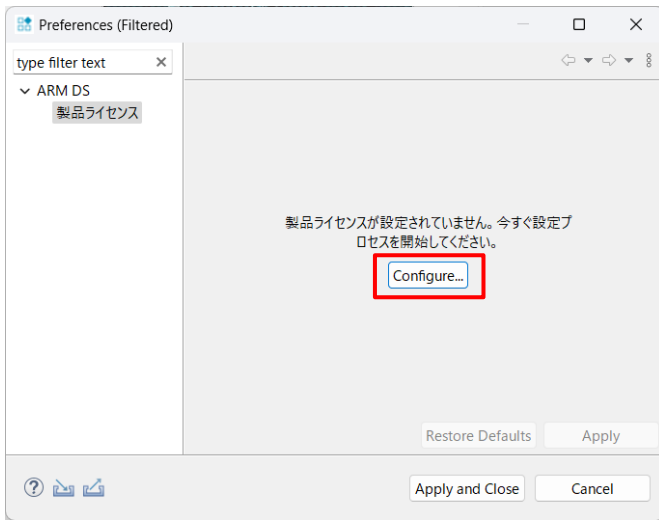 Preferences (Filtered)
type filter text
ARM DS
製品ライセンス
製品ライセンスが設定されていません。今すぐ設定プ
ロセスを開始してください。
Configure...
Restore Defaults
Apply
Apply and Close
Cancel